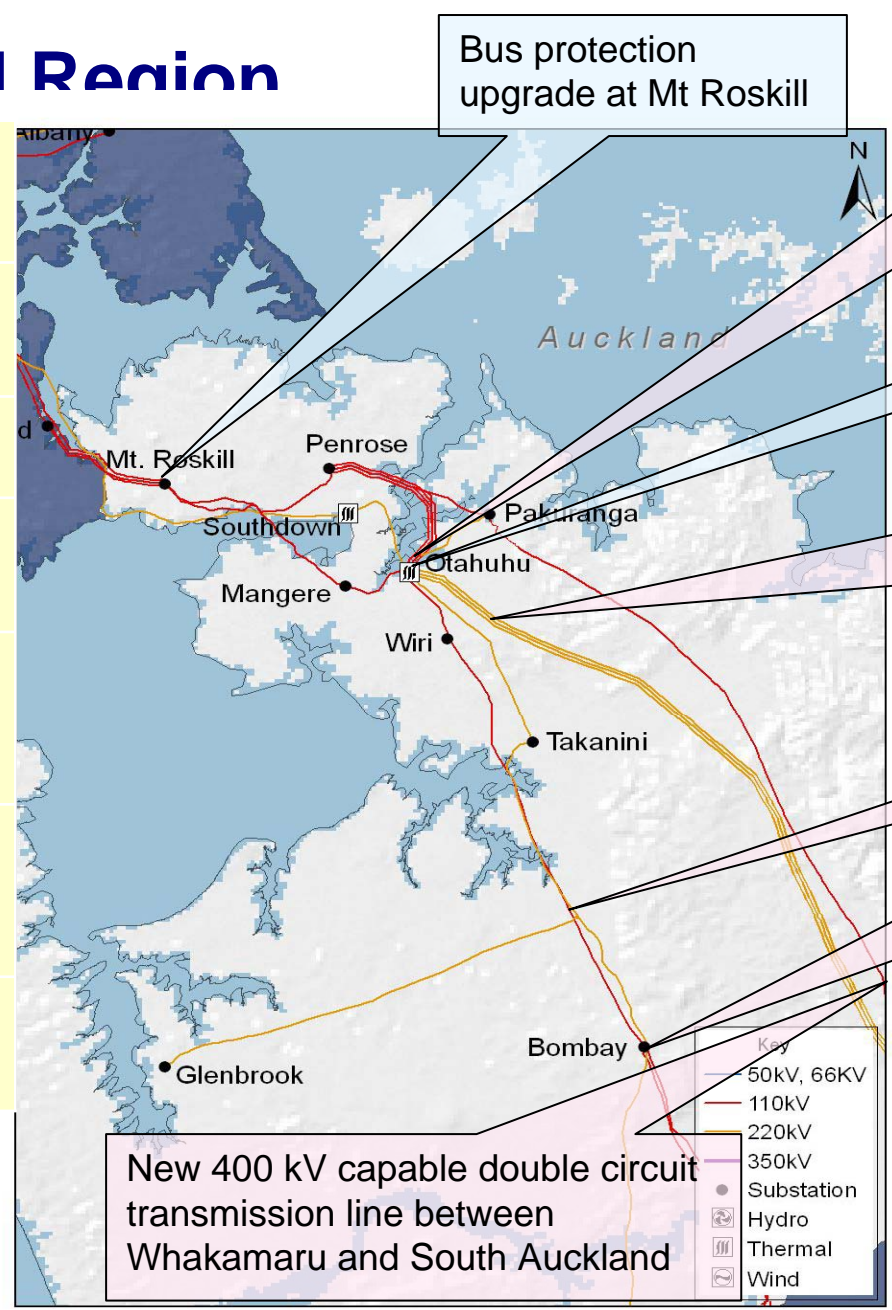 Region
Bus protection
upgrade at Mt Roskill
Albany
N
Auckland
d
Mt. Roskill
Penrose
Southdown
Pakuranga
Otahuhu
Mangere
Wiri
Takanini
Bombay
Glenbrook
Key
50kV, 66KV
110kV
220kV
350kV
Substation
Hydro
Thermal
Wind
New 400 kV capable double circuit
transmission line between
Whakamaru and South Auckland